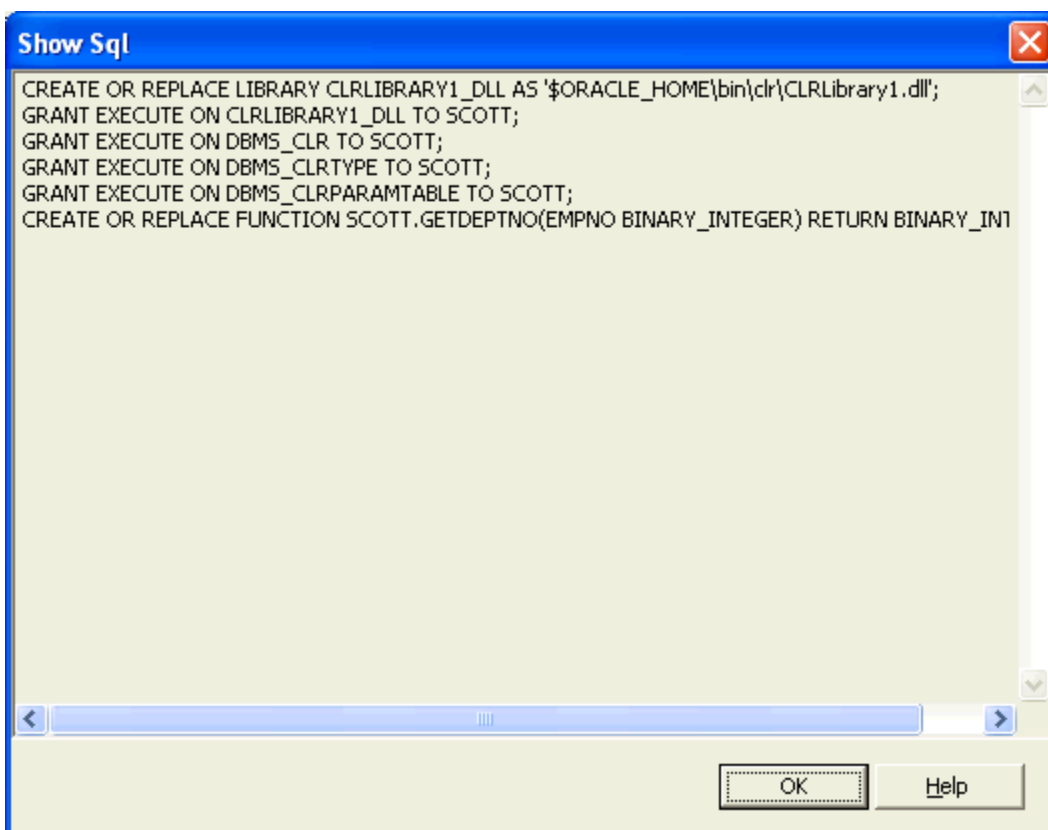 Show Sql
CREATE OR REPLACE LIBRARY CLRLIBRARY1_DLL AS '$ORACLE_HOME\bin\clr\CLRLibrary1.dll';
GRANT EXECUTE ON CLRLIBRARY1_DLL TO SCOTT;
GRANT EXECUTE ON DBMS_CLR TO SCOTT;
GRANT EXECUTE ON DBMS_CLRTYPE TO SCOTT;
GRANT EXECUTE ON DBMS_CLRPARAMTABLE TO SCOTT;
CREATE OR REPLACE FUNCTION SCOTT.GETDEPTNO(EMPNO BINARY_INTEGER) RETURN BINARY_INT
OK Help